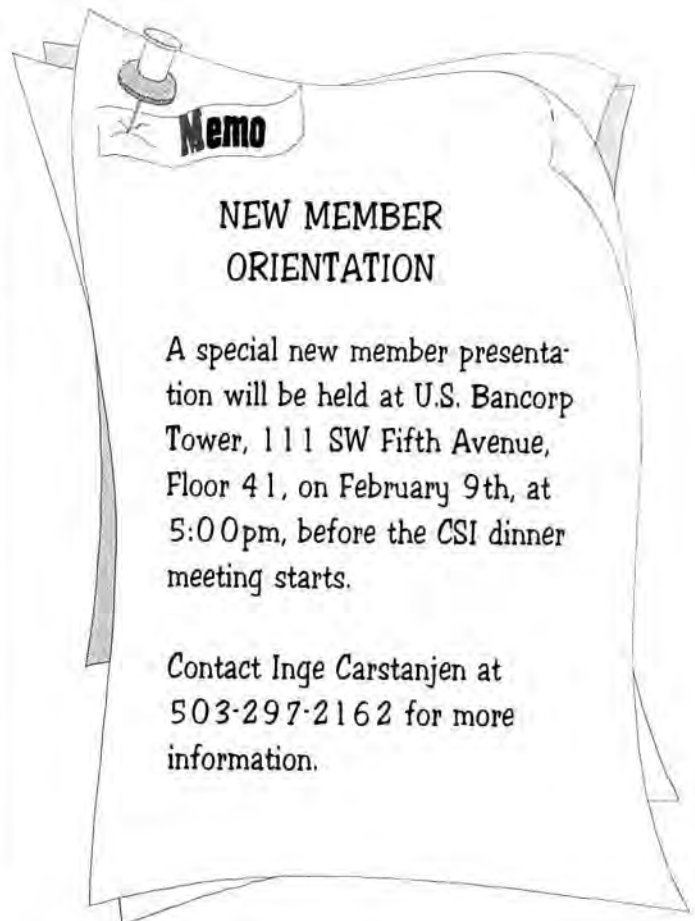 Memo
NEW MEMBER
ORIENTATION
A special new member presenta-
tion will be held at U.S. Bancorp
Tower, 111 SW Fifth Avenue,
Floor 41, on February 9th, at
5:00pm, before the CSI dinner
meeting starts.
Contact Inge Carstanjen at
503-297-2162 for more
information.